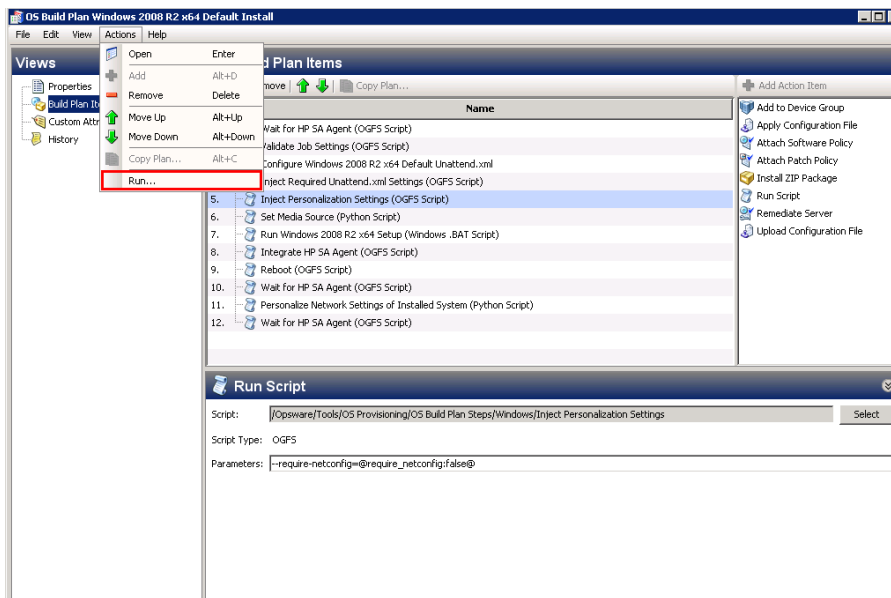 OS Build Plan Windows 2008 R2 x64 Default Install
File Edit View Actions Help
Views
Properties
Build Plan It
Custom Attr
History
Open Enter
Add Alt+D
Remove Delete
Move Up Alt+Up
Move Down Alt+Down
Copy Plan... Alt+C
Run...
d Plan Items
move Copy Plan...
Name
Wait for HP SA Agent (OGFS Script)
Validate Job Settings (OGFS Script)
Configure Windows 2008 R2 x64 Default Unattend.xml
Inject Required Unattend.xml Settings (OGFS Script)
5. Inject Personalization Settings (OGFS Script)
6. Set Media Source (Python Script)
7. Run Windows 2008 R2 x64 Setup (Windows .BAT Script)
8. Integrate HP SA Agent (OGFS Script)
9. Reboot (OGFS Script)
10. Wait for HP SA Agent (OGFS Script)
11. Personalize Network Settings of Installed System (Python Script)
12. Wait for HP SA Agent (OGFS Script)
Add Action Item
Add to Device Group
Apply Configuration File
Attach Software Policy
Attach Patch Policy
Install ZIP Package
Run Script
Remediate Server
Upload Configuration File
Run Script
Script: /Opsware/Tools/OS Provisioning/OS Build Plan Steps/Windows/Inject Personalization Settings Select
Script Type: OGFS
Parameters: --require-netconfig=@require_netconfig:false@